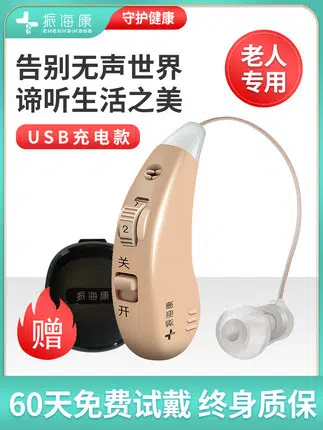 振海康
ZHENHAIKANG
守护健康
告别无声世界
谛听生活之美
老人
专用
USB充电款
2
关
开
振海康
振海康
赠
60天免费试戴 终身质保